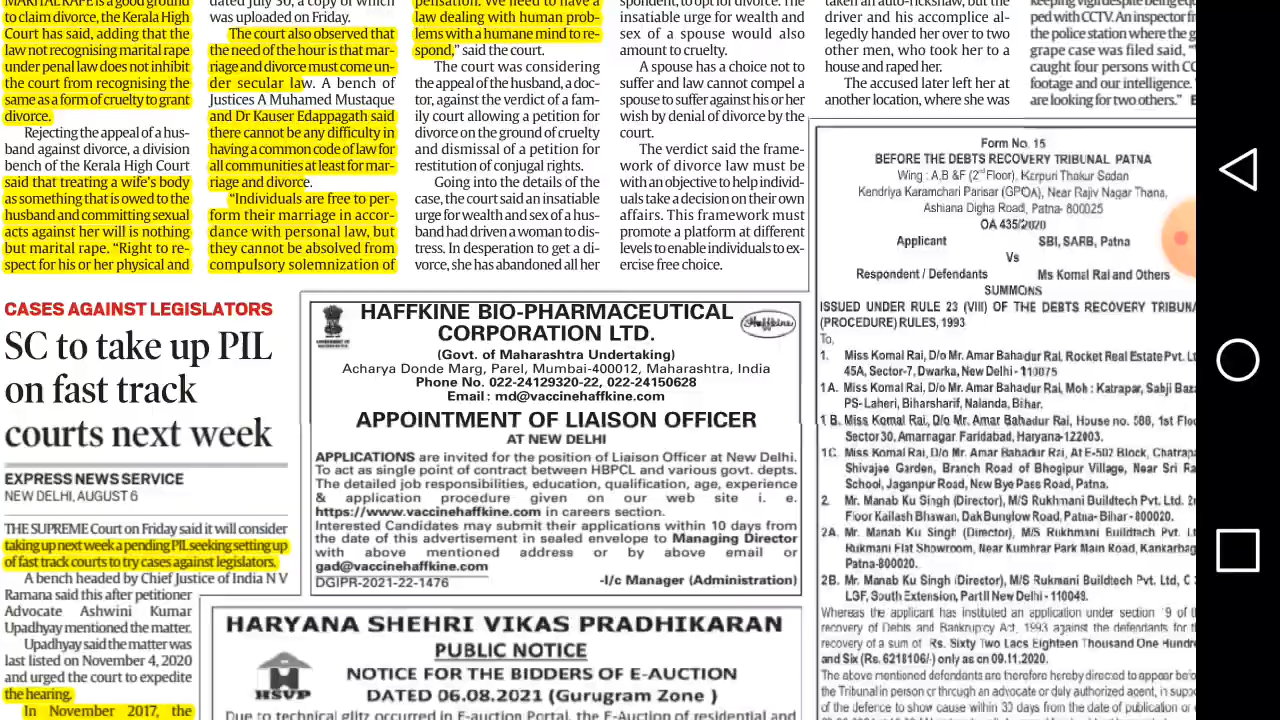 MARITAL RAPE is a good ground
to claim divorce, the Kerala High
Court has said, adding that the
law not recognising marital rape
under penal law does not inhibit
the court from recognising the
same as a form of cruelty to grant
divorce.
Rejecting the appeal of a hus-
band against divorce, a division
bench of the Kerala High Court
said that treating a wife's body
as something that is owed to the
husband and committing sexual
acts against her will is nothing
but marital rape. "Right to re-
spect for his or her physical and
dated July 30, a copy of which
was uploaded on Friday.
The court also observed that
the need of the hour is that mar-
riage and divorce must come un-
der secular law. A bench of
Justices A Muhamed Mustaque
and Dr Kauser Edappagath said
there cannot be any difficulty in
having a common code of law for
all communities at least for mar-
riage and divorce.
"Individuals are free to per-
form their marriage in accor-
dance with personal law, but
they cannot be absolved from
compulsory solemnization of
pensation. We need to have a
law dealing with human prob-
lems with a humane mind to re-
spond," said the court.
The court was considering
the appeal of the husband, a doc-
tor, against the verdict of a fam-
ily court allowing a petition for
divorce on the ground of cruelty
and dismissal of a petition for
restitution of conjugal rights.
Going into the details of the
case, the court said an insatiable
urge for wealth and sex of a hus-
band had driven a woman to dis-
tress. In desperation to get a di-
vorce, she has abandoned all her
spondent, to opt for divorce. The
insatiable urge for wealth and
sex of a spouse would also
amount to cruelty.
A spouse has a choice not to
suffer and law cannot compel a
spouse to suffer against his or her
wish by denial of divorce by the
court.
The verdict said the frame-
work of divorce law must be
with an objective to help individ-
uals take a decision on their own
affairs. This framework must
promote a platform at different
levels to enable individuals to ex-
ercise free choice.
taken an auto-rickshaw, but the
driver and his accomplice al-
legedly handed her over to two
other men, who took her to a
house and raped her.
The accused later left her at
another location, where she was
keeping vigil despite being equip-
ped with CCTV. An inspector from
the police station where the
grape case was filed said, "
caught four persons with CC
footage and our intelligence.
are looking for two others."
CASES AGAINST LEGISLATORS
SC to take up PIL
on fast track
courts next week
EXPRESS NEWS SERVICE
NEW DELHI, AUGUST 6
THE SUPREME Court on Friday said it will consider
taking up next week a pending PIL seeking setting up
of fast track courts to try cases against legislators.
A bench headed by Chief Justice of India N V
Ramana said this after petitioner
Advocate Ashwini Kumar
Upadhyay mentioned the matter.
Upadhyay said the matter was
last listed on November 4, 2020
and urged the court to expedite
the hearing.
In November 2017, the
HAFFKINE BIO-PHARMACEUTICAL
CORPORATION LTD.
Haffkine
(Govt. of Maharashtra Undertaking)
Acharya Donde Marg, Parel, Mumbai-400012, Maharashtra, India
Phone No. 022-24129320-22, 022-24150628
Email : md@vaccinehaffkine.com
APPOINTMENT OF LIAISON OFFICER
AT NEW DELHI
APPLICATIONS are invited for the position of Liaison Officer at New Delhi.
To act as single point of contract between HBPCL and various govt. depts.
The detailed job responsibilities, education, qualification, age, experience
& application procedure given on our web site i. e.
https://www.vaccinehaffkine.com in careers section.
Interested Candidates may submit their applications within 10 days from
the date of this advertisement in sealed envelope to Managing Director
with above mentioned address or by above email or
gad@vaccinehaffkine.com
DGIPR-2021-22-1476
-I/c Manager (Administration)
HARYANA SHEHRI VIKAS PRADHIKARAN
PUBLIC NOTICE
HSVP
NOTICE FOR THE BIDDERS OF E-AUCTION
DATED 06.08.2021 (Gurugram Zone )
Due to technical glitz occurred in E-auction Portal, the E-Auction of residential and
Form No. 15
BEFORE THE DEBTS RECOVERY TRIBUNAL PATNA
Wing : A,B &F (2nd Floor), Karpuri Thakur Sadan
Kendriya Karamchari Parisar (GPOA), Near Rajiv Nagar Thana,
Ashiana Digha Road, Patna- 800025
OA 435/2020
Applicant SBI, SARB, Patna
Vs
Respondent / Defendants Ms Komal Rai and Others
SUMMONS
ISSUED UNDER RULE 23 (VIII) OF THE DEBTS RECOVERY TRIBUNA
(PROCEDURE) RULES, 1993
To,
1. Miss Komal Rai, D/o Mr. Amar Bahadur Rai, Rocket Real Estate Pvt. Lt
45A, Sector-7, Dwarka, New Delhi - 110075
1A. Miss Komal Rai, D/o Mr. Amar Bahadur Rai, Moh : Katrapar, Sabji Baza
PS- Laheri, Biharsharif, Nalanda, Bihar.
1B. Miss Komal Rai, D/o Mr. Amar Bahadur Rai, House no. 588, 1st Floo
Sector 30, Amarnagar Faridabad, Haryana-122003.
1C. Miss Komal Rai, D/o Mr. Amar Bahadur Rai, At E-502 Block, Chatrapa
Shivajee Garden, Branch Road of Bhogipur Village, Near Sri Ra
School, Jaganpur Road, New Bye Pass Road, Patna.
2. Mr. Manab Ku Singh (Director), M/S Rukhmani Buildtech Pvt. Ltd. 2n
Floor Kailash Bhawan, Dak Bunglow Road, Patna- Bihar - 800020.
2A. Mr. Manab Ku Singh (Director), M/S Rukmani Buildtech Pvt. Ltd,
Rukmani Flat Showroom, Near Kumhrar Park Main Road, Kankarbag
Patna-800020.
2B. Mr. Manab Ku Singh (Director), M/S Rukmani Buildtech Pvt. Ltd, C
LGF, South Extension, Part II New Delhi - 110049.
Whereas the applicant has instituted an application under section 19 of t
recovery of Debts and Bankruptcy Act, 1993 against the defendants for t
recovery of a sum of Rs. Sixty Two Lacs Eighteen Thousand One Hundre
and Six (Rs. 6218106/-) only as on 09.11.2020.
The above mentioned defendants are therefore hereby directed to appear befo
the Tribunal in person or through an advocate or duly authorized agent, in suppo
of the defence to show cause within 30 days from the date of publication or